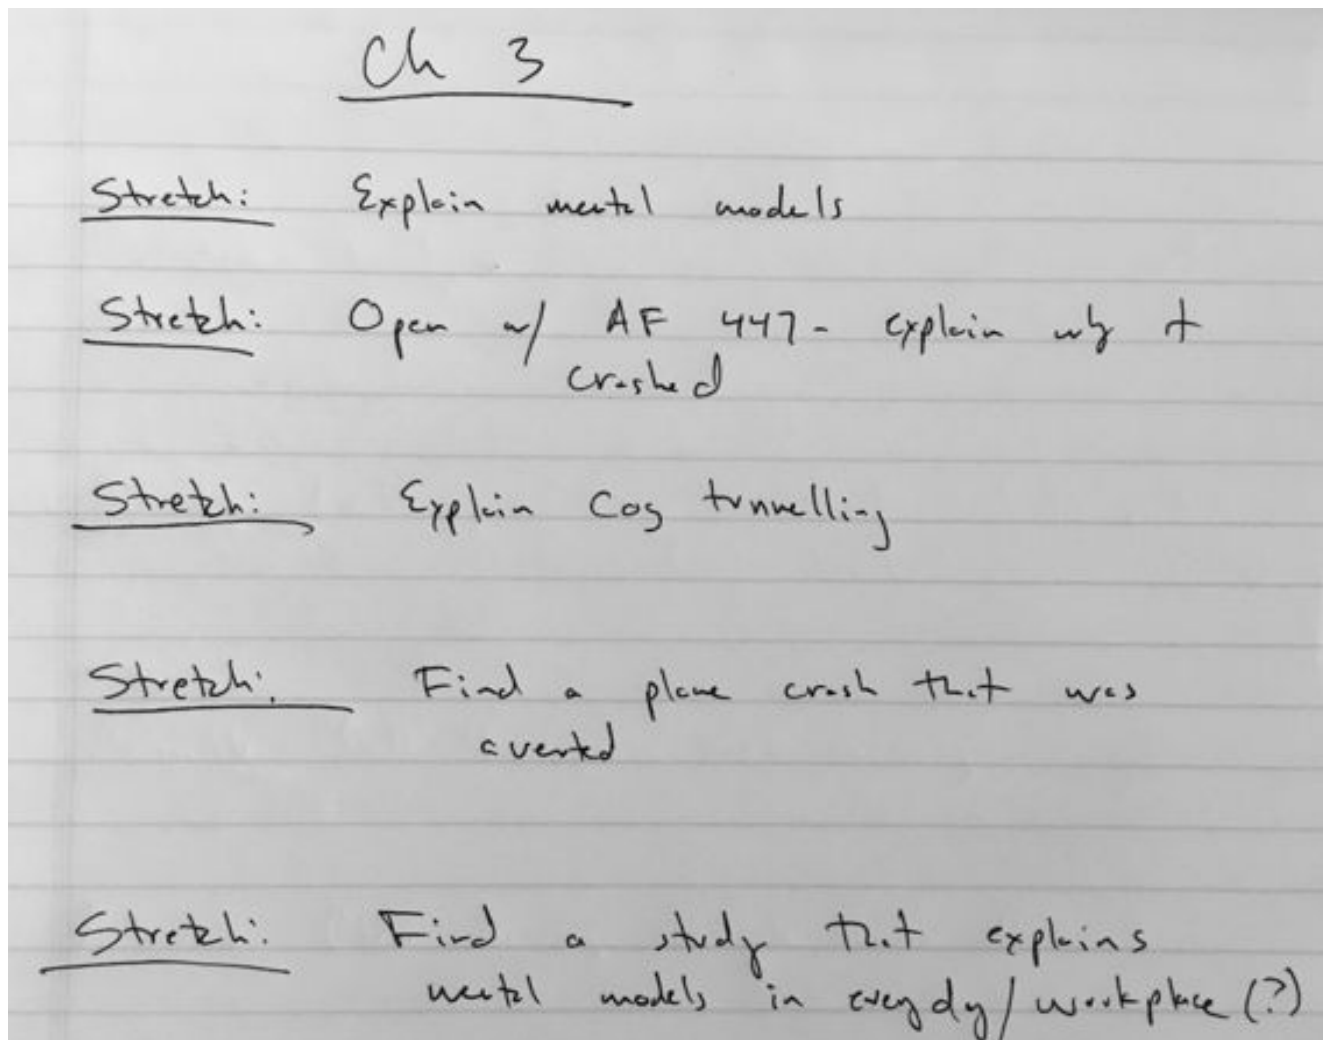 Ch 3
Stretch: Explain mental models
Stretch: Open w/ AF 447 - explain why it
crashed
Stretch: Explain Cog tunnelling
Stretch: Find a plane crash that was
averted
Stretch: Find a study that explains
mental models in everydy/workplace (?)